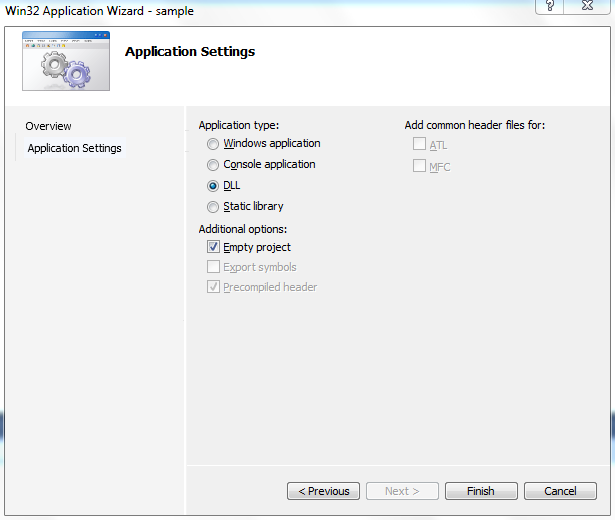 Win32 Application Wizard - sample
Application Settings
Overview
Application Settings
Application type:
Windows application
Console application
DLL
Static library
Additional options:
Empty project
Export symbols
Precompiled header
Add common header files for:
ATL
MFC
< Previous
Next >
Finish
Cancel